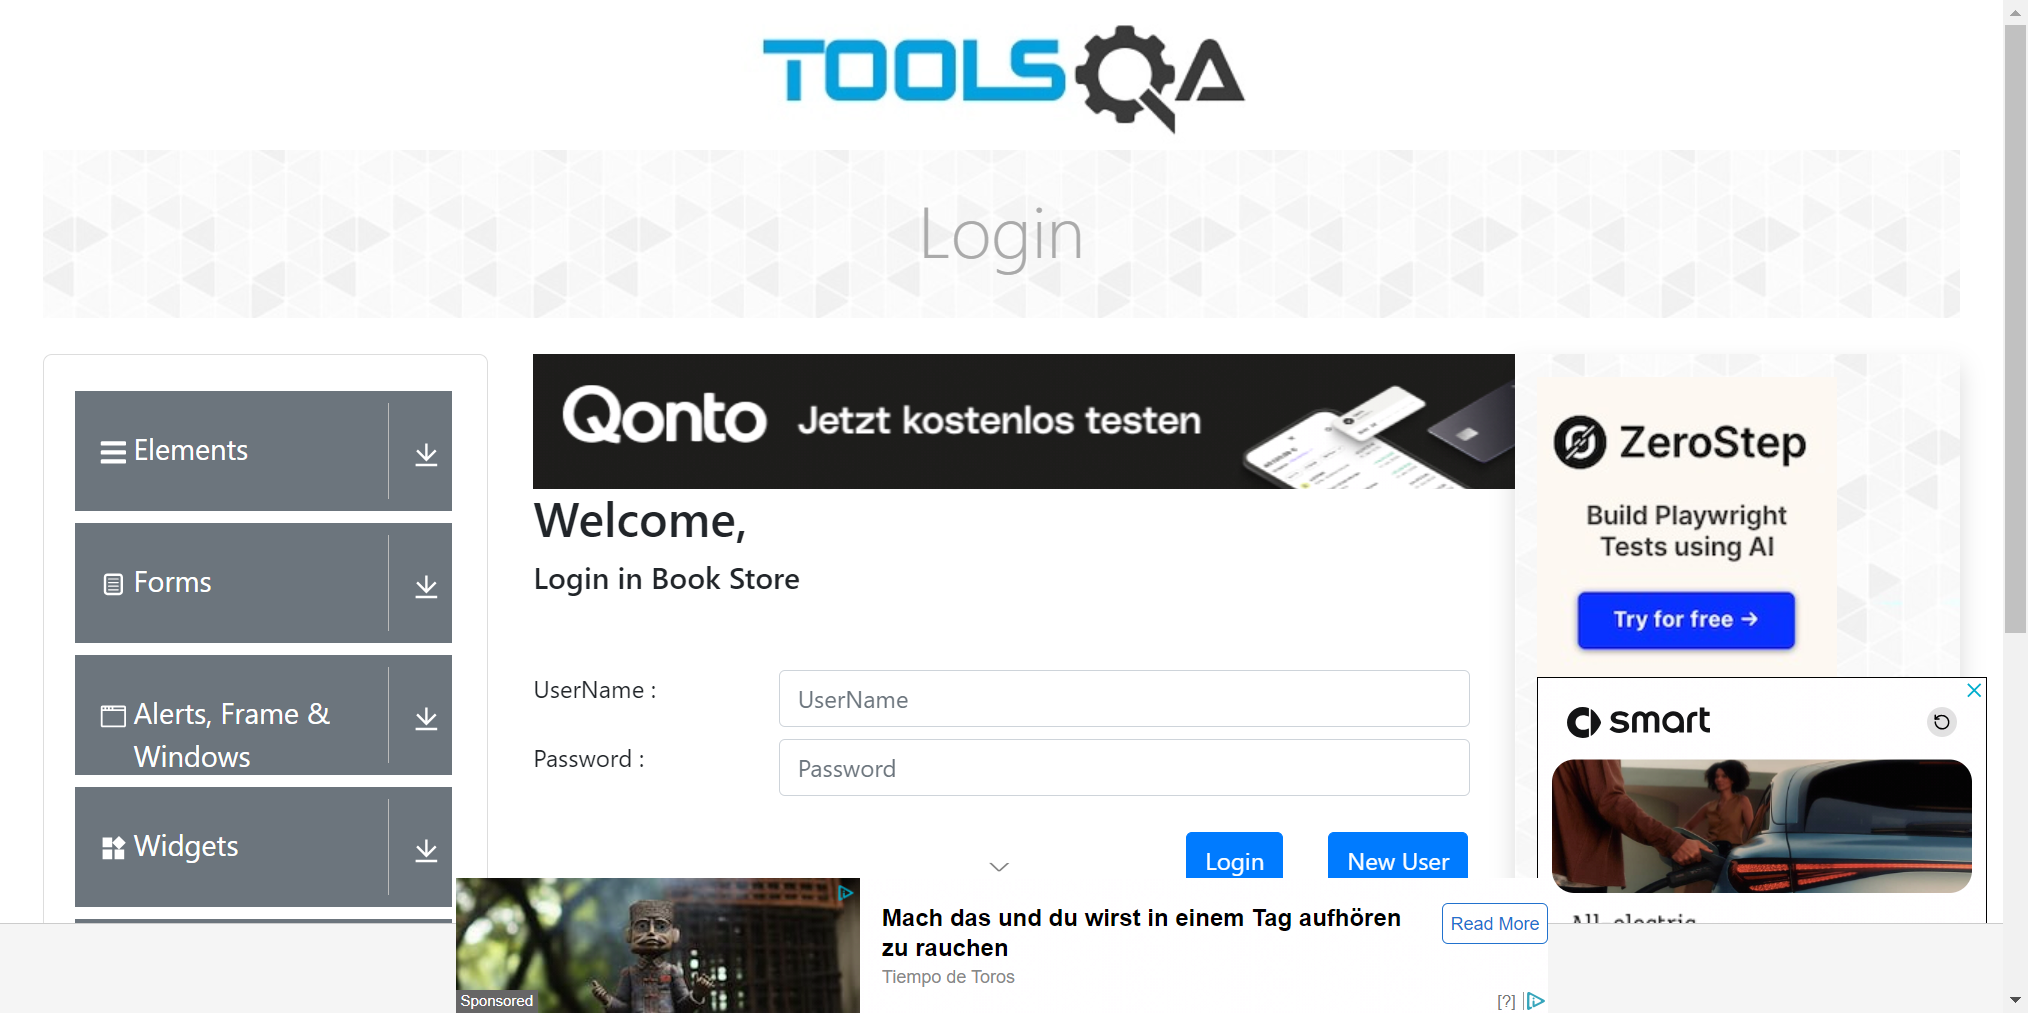 TOOLSQA
Login
Elements
Forms
Alerts, Frame &
Windows
Widgets
Qonto Jetzt kostenlos testen
Welcome,
Login in Book Store
UserName :
UserName
Password :
Password
Login
New User
ZeroStep
Build Playwright
Tests using AI
Try for free →
smart
All-electric
Mach das und du wirst in einem Tag aufhören
zu rauchen
Tiempo de Toros
Read More
Sponsored
[?]